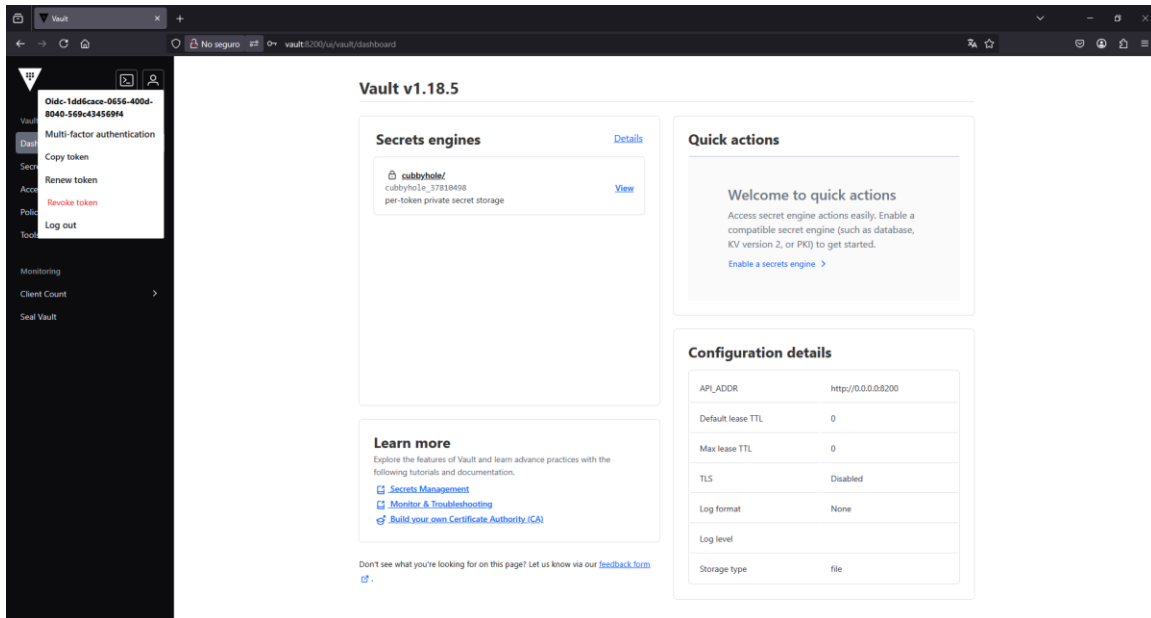 Vault
No seguro
vault:8200/ui/vault/dashboard
Oidc-1dd6cace-0656-400d-
8040-569c434569f4
Multi-factor authentication
Copy token
Renew token
Revoke token
Log out
Vault
Dash
Secre
Acce
Polic
Tools
Monitoring
Client Count
Seal Vault
Vault v1.18.5
Secrets engines
Details
cubbyhole/
cubbyhole_37810498
per-token private secret storage
View
Learn more
Explore the features of Vault and learn advance practices with the
following tutorials and documentation.
Secrets Management
Monitor & Troubleshooting
Build your own Certificate Authority (CA)
Don't see what you're looking for on this page? Let us know via our feedback form
.
Quick actions
Welcome to quick actions
Access secret engine actions easily. Enable a
compatible secret engine (such as database,
KV version 2, or PKI) to get started.
Enable a secrets engine
Configuration details
API_ADDR http://0.0.0.0:8200
Default lease TTL 0
Max lease TTL 0
TLS Disabled
Log format None
Log level
Storage type file